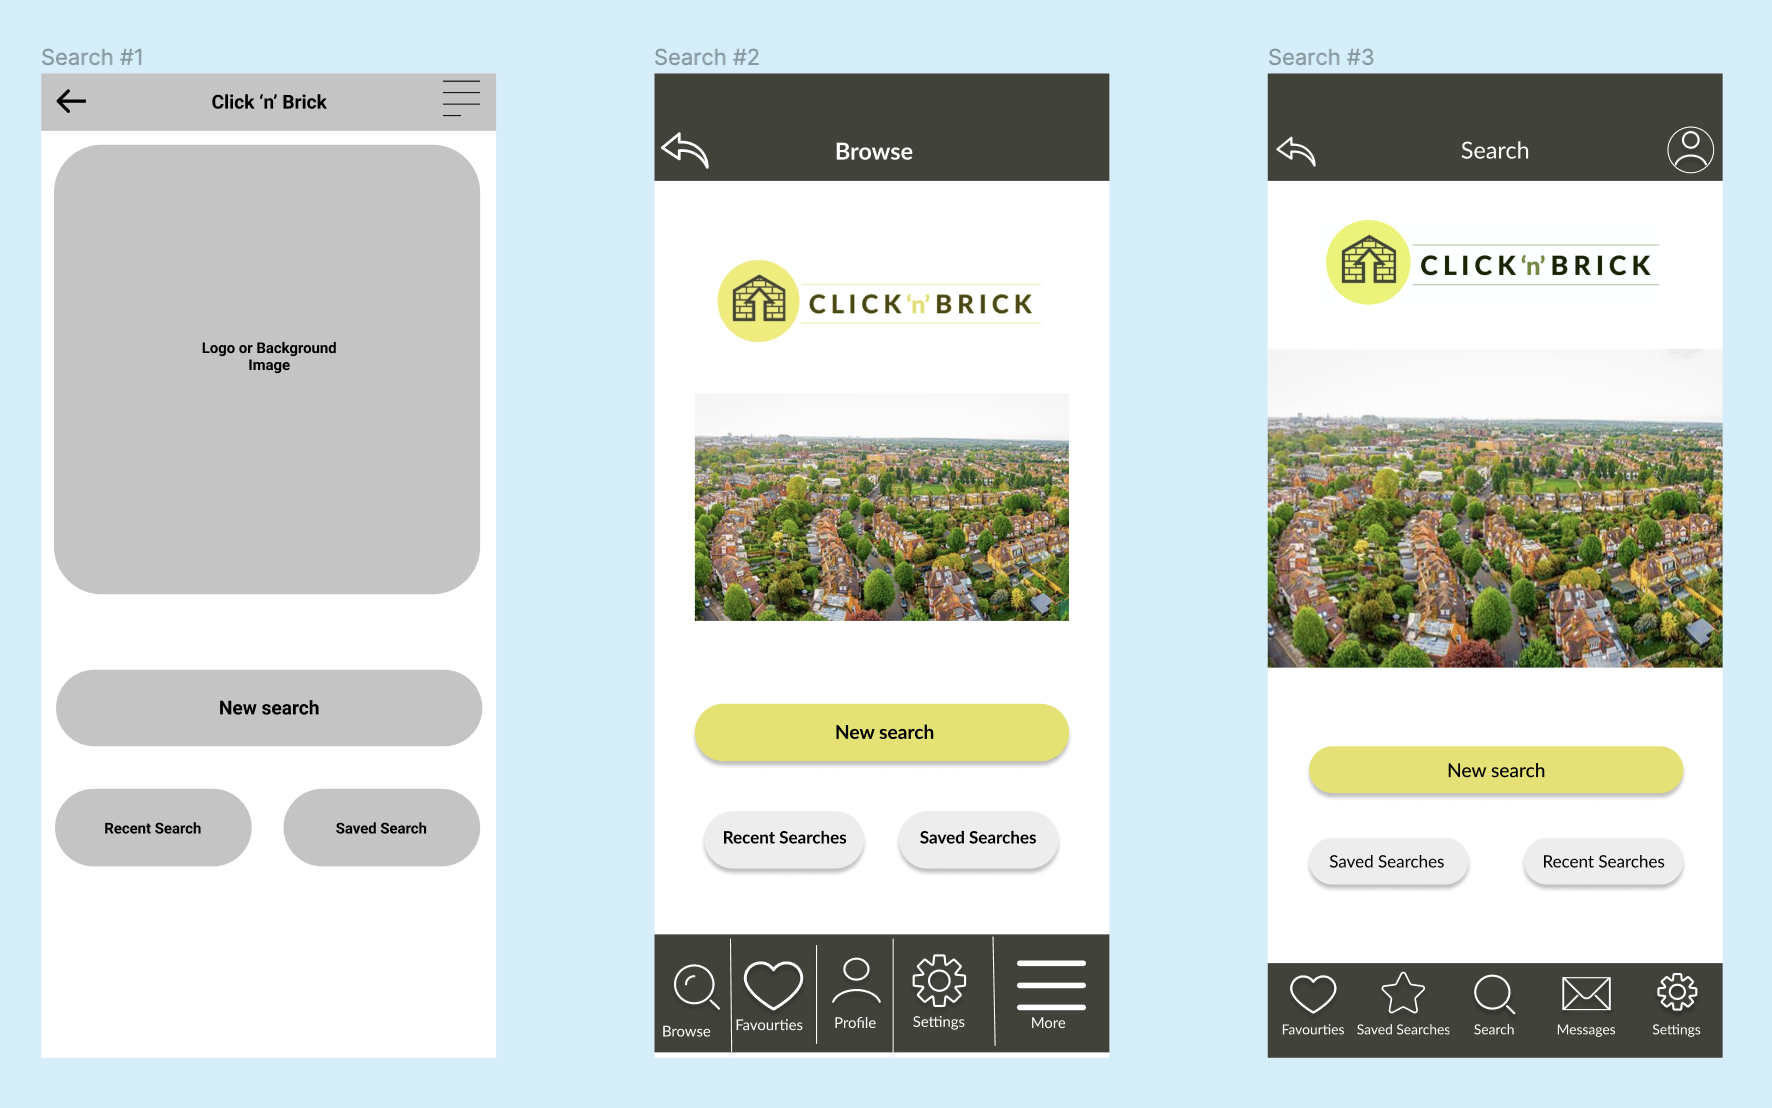 Search #1
Click ‘n’ Brick
Logo or Background
Image
New search
Recent Search
Saved Search
Search #2
Browse
CLICK‘n’BRICK
New search
Recent Searches
Saved Searches
Browse
Favourties
Profile
Settings
More
Search #3
Search
CLICK‘n’BRICK
New search
Saved Searches
Recent Searches
Favourties
Saved Searches
Search
Messages
Settings